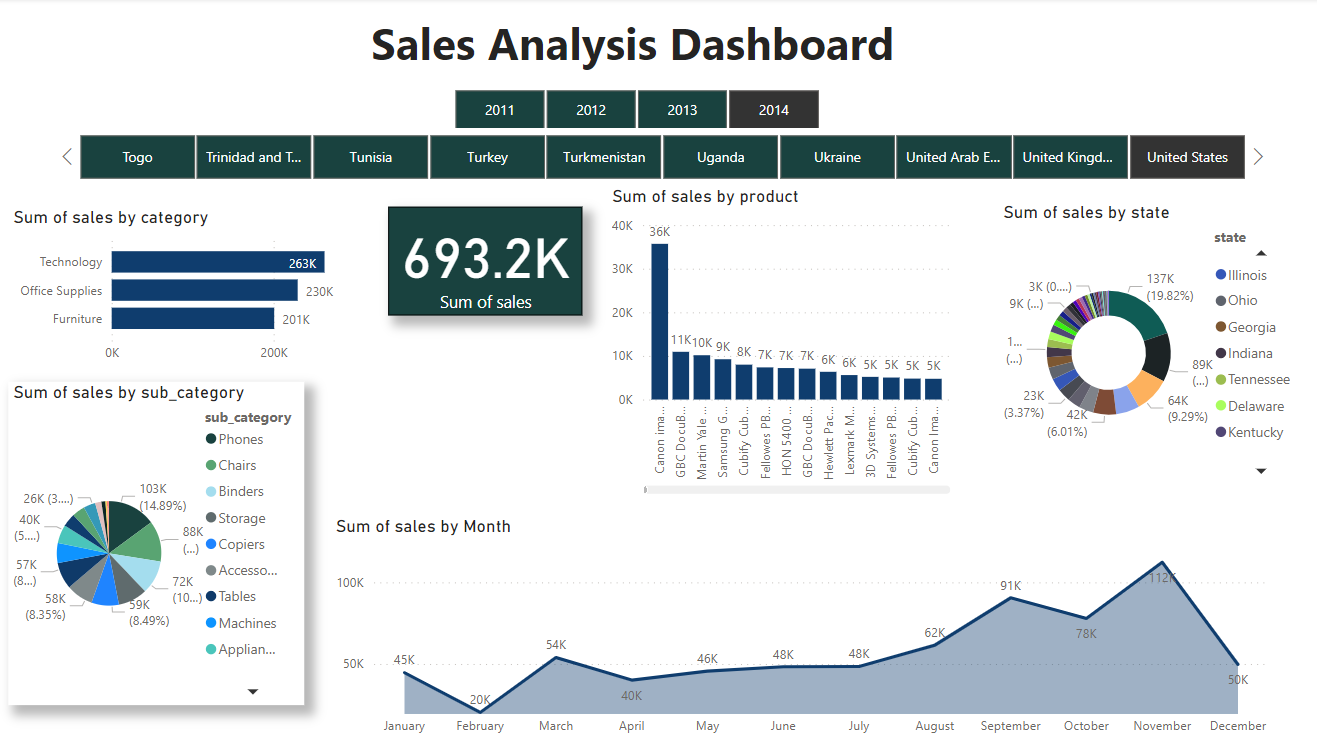 Sales Analysis Dashboard
2011 2012 2013 2014
Togo Trinidad and T... Tunisia Turkey Turkmenistan Uganda Ukraine United Arab E... United Kingd... United States
Sum of sales by category
Technology 263K
Office Supplies 230K
Furniture 201K
0K 200K
693.2K
Sum of sales
Sum of sales by product
40K
30K
20K
10K
0K
36K 11K 10K 9K 8K 7K 7K 7K 6K 6K 5K 5K 5K 5K
Canon ima...
GBC DocuB...
Martin Yale ...
Samsung G...
Cubify Cub...
Fellowes PB...
HON 5400 ...
GBC DocuB...
Hewlett Pac...
Lexmark M...
3D Systems ...
Fellowes PB...
Cubify Cub...
Canon Ima...
Sum of sales by state
state
Illinois
Ohio
Georgia
Indiana
Tennessee
Delaware
Kentucky
137K
(19.82%)
89K
(...)
64K
(9.29%)
42K
(6.01%)
23K
(3.37%)
1...
(...)
9K (...)
3K (0....)
Sum of sales by sub_category
sub_category
Phones
Chairs
Binders
Storage
Copiers
Accesso...
Tables
Machines
Applian...
103K
(14.89%)
88K
(...)
72K
(10...)
59K
(8.49%)
58K
(8.35%)
57K
(8...)
40K
(5....)
26K (3....)
Sum of sales by Month
100K
50K
45K 20K 54K 40K 46K 48K 48K 62K 91K 78K 112K 50K
January February March April May June July August September October November December